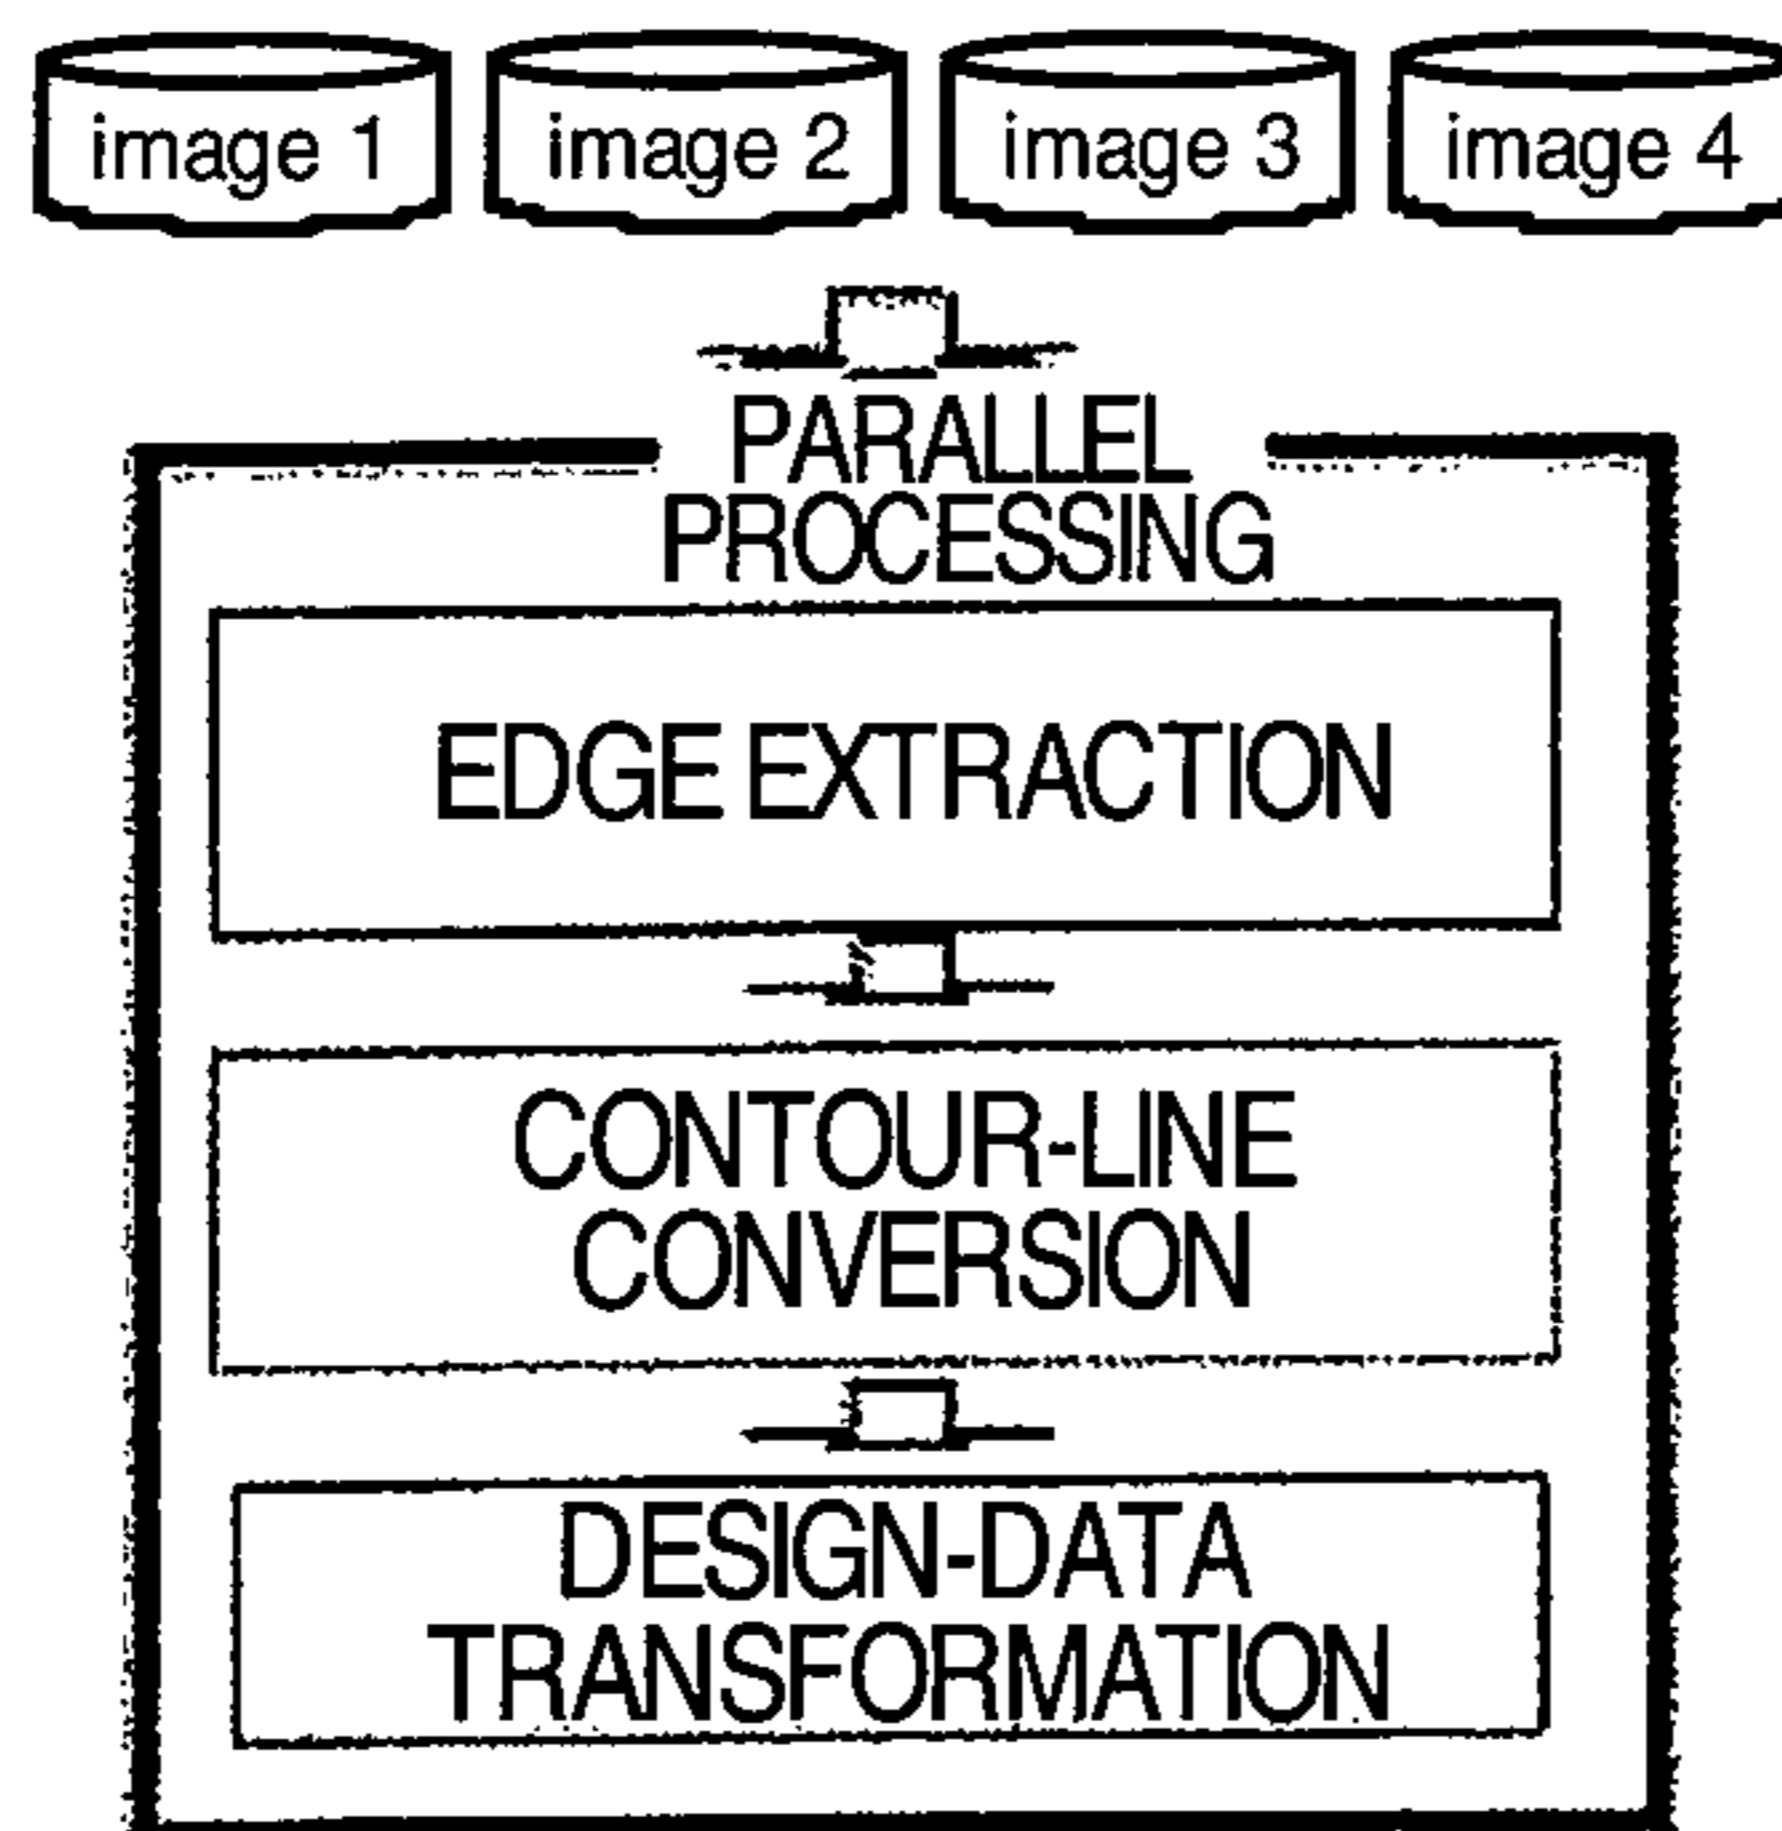 image 1 image 2 image 3 image 4
PARALLEL
PROCESSING
EDGE EXTRACTION
CONTOUR-LINE
CONVERSION
DESIGN-DATA
TRANSFORMATION